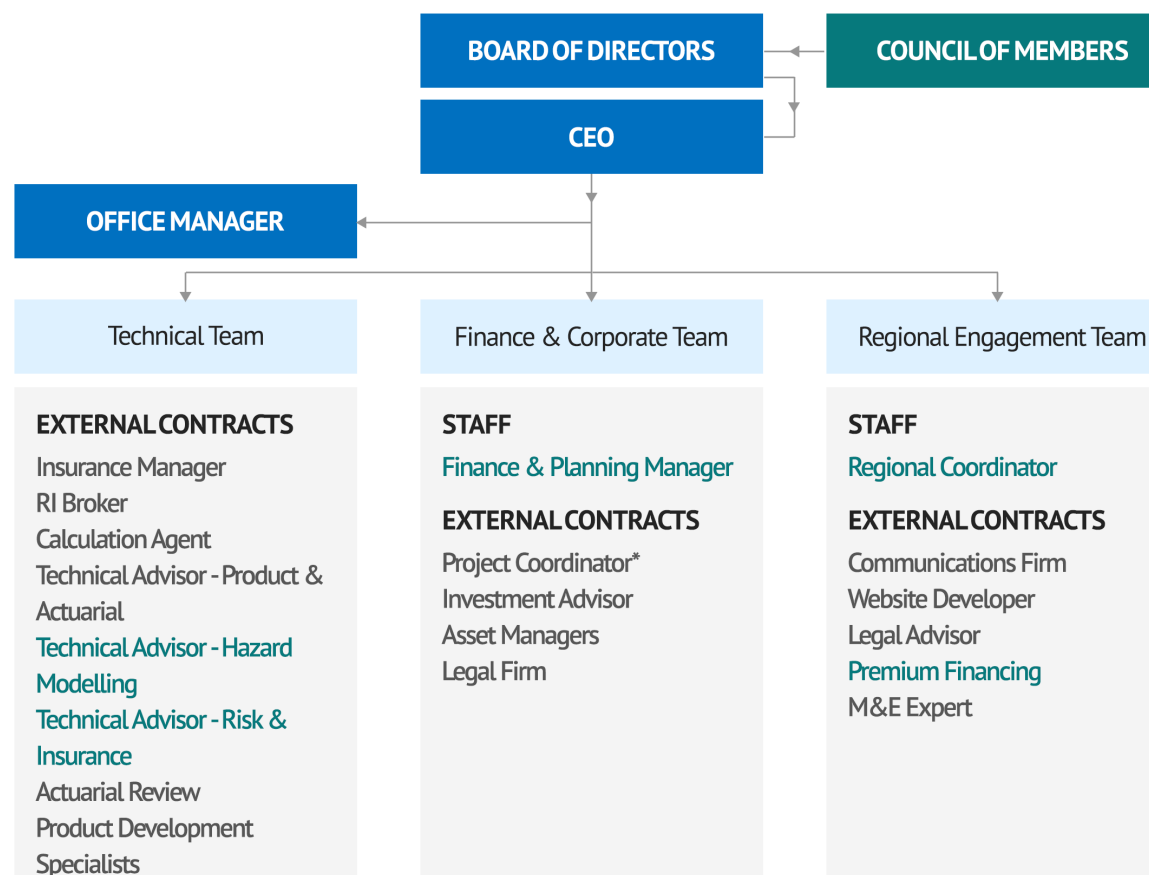 BOARD OF DIRECTORS
COUNCIL OF MEMBERS
CEO
OFFICE MANAGER
Technical Team
Finance & Corporate Team
Regional Engagement Team
EXTERNAL CONTRACTS
Insurance Manager
RI Broker
Calculation Agent
Technical Advisor - Product &
Actuarial
Technical Advisor - Hazard
Modelling
Technical Advisor - Risk &
Insurance
Actuarial Review
Product Development
Specialists
STAFF
Finance & Planning Manager
EXTERNAL CONTRACTS
Project Coordinator*
Investment Advisor
Asset Managers
Legal Firm
STAFF
Regional Coordinator
EXTERNAL CONTRACTS
Communications Firm
Website Developer
Legal Advisor
Premium Financing
M&E Expert